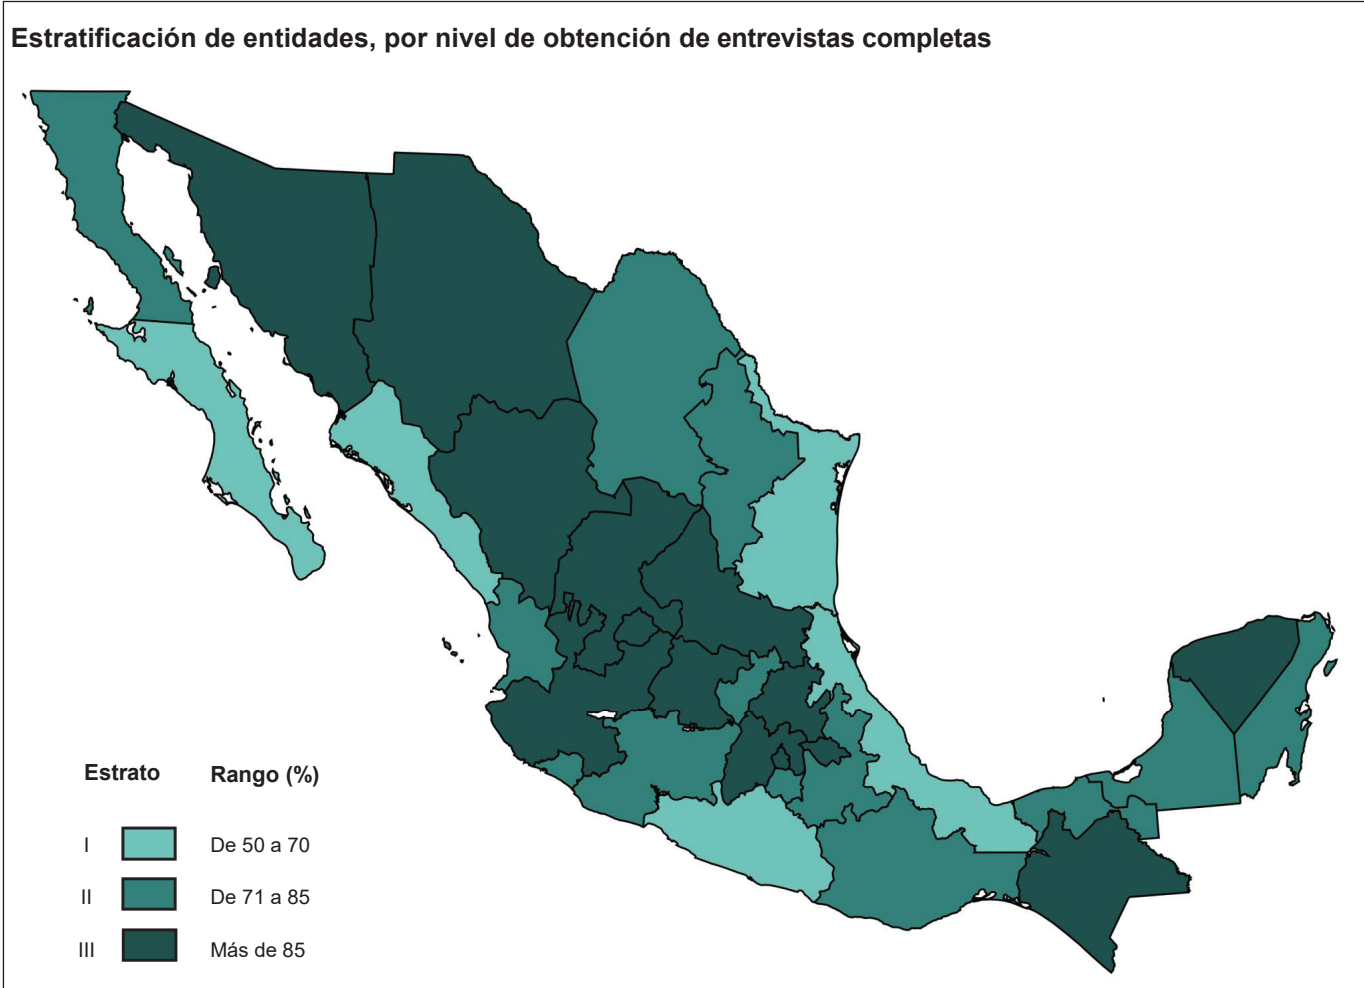 Estratificación de entidades, por nivel de obtención de entrevistas completas
Estrato Rango (%)
I De 50 a 70
II De 71 a 85
III Más de 85